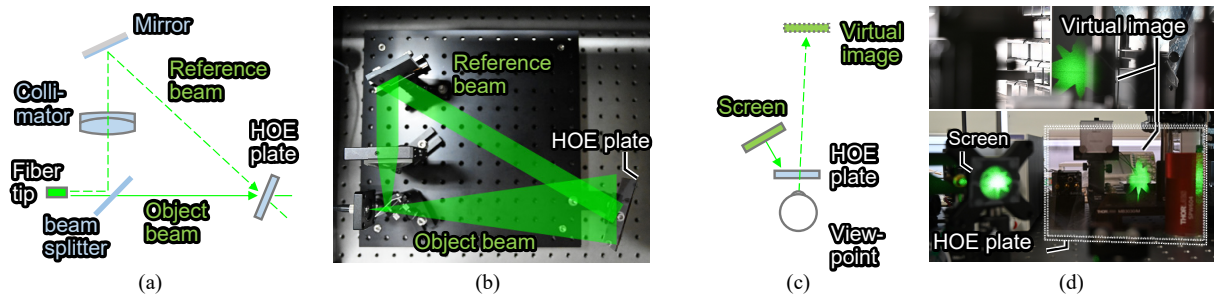 Mirror
Reference
beam
Colli-
mator
HOE
plate
Fiber
tip
Object
beam
beam
splitter
(a)
Reference
beam
HOE plate
Object beam
(b)
Virtual
image
Screen
HOE
plate
View-
point
(c)
Virtual image
Screen
HOE plate
(d)